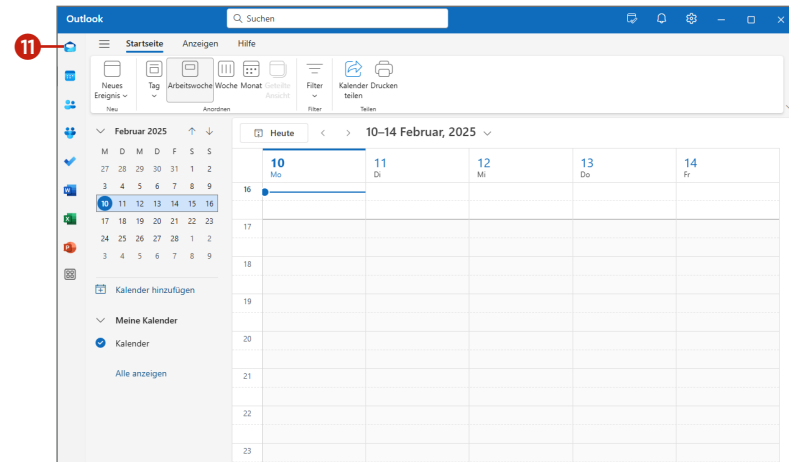 Outlook
Suchen
11
Startseite Anzeigen Hilfe
Neues Ereignis
Tag
Arbeitswoche
Woche
Monat
Geteilte Ansicht
Filter
Kalender teilen
Drucken
Neu Anordnen Filter Teilen
Februar 2025
Heute
10–14 Februar, 2025
M D M D F S S
27 28 29 30 31 1 2
3 4 5 6 7 8 9
10 11 12 13 14 15 16
17 18 19 20 21 22 23
24 25 26 27 28 1 2
3 4 5 6 7 8 9
Kalender hinzufügen
Meine Kalender
Kalender
Alle anzeigen
10 11 12 13 14
Mo Di Mi Do Fr
16
17
18
19
20
21
22
23